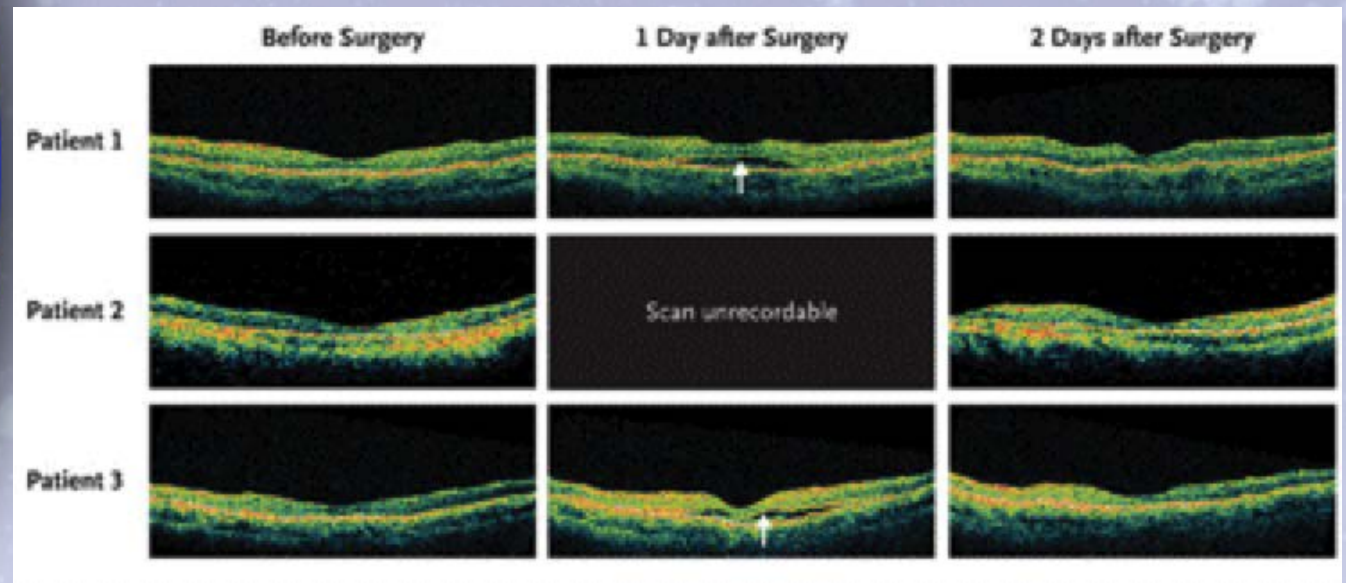 Before Surgery 1 Day after Surgery 2 Days after Surgery
Patient 1
Patient 2 Scan unrecordable
Patient 3